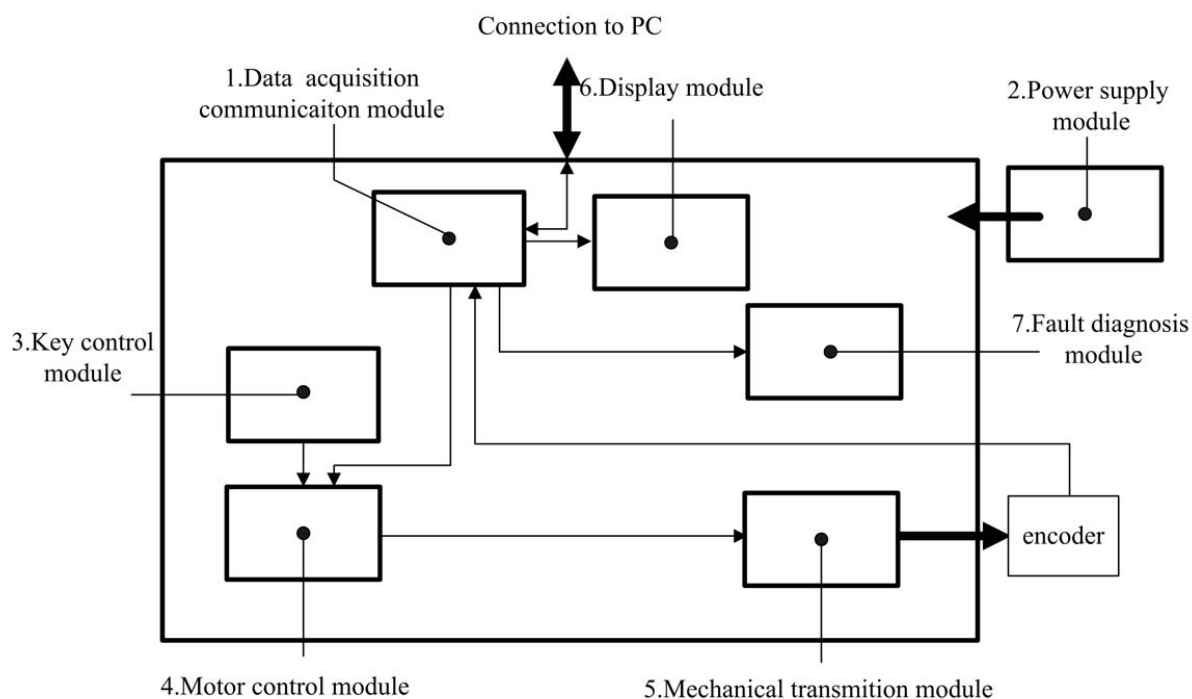 Connection to PC
1.Data acquisition
communicaiton module
6.Display module
2.Power supply
module
3.Key control
module
7.Fault diagnosis
module
encoder
4.Motor control module
5.Mechanical transmition module